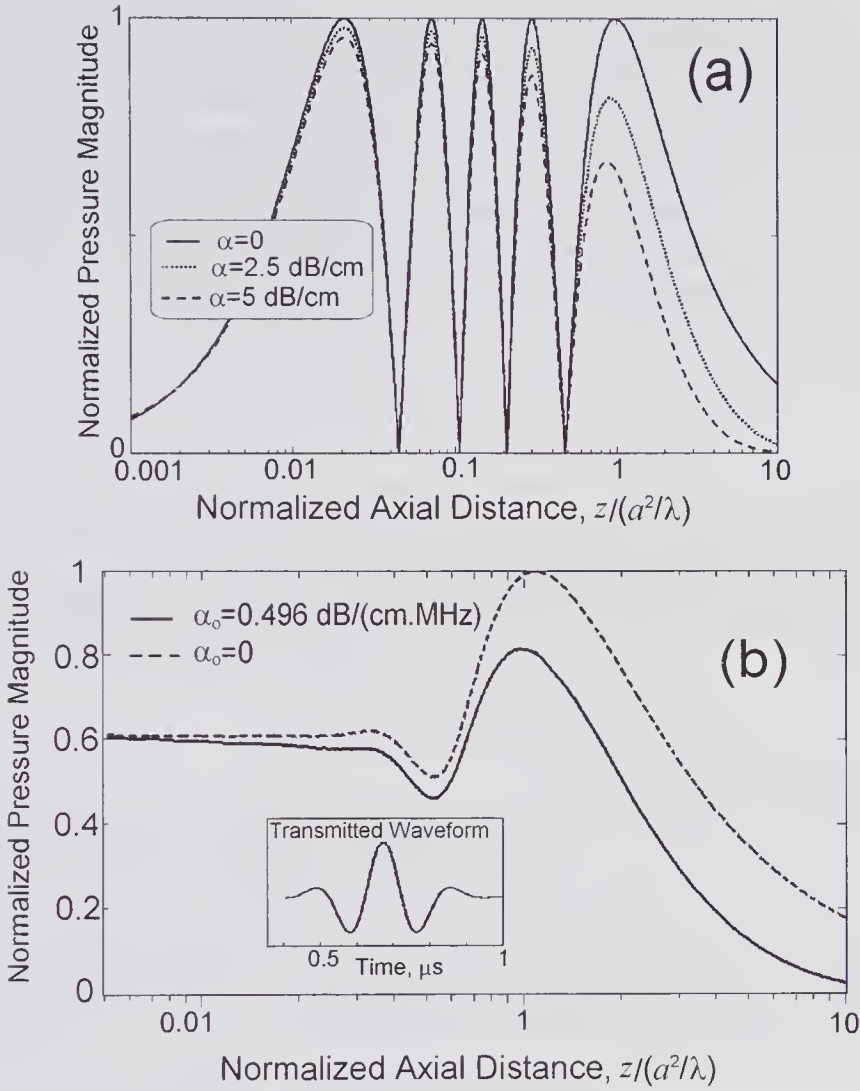 1
(a)
Normalized Pressure Magnitude
α=0
α=2.5 dB/cm
α=5 dB/cm
0
0.001
0.01
0.1
1
10
Normalized Axial Distance, z/(a²/λ)
1
αₒ=0.496 dB/(cm.MHz)
αₒ=0
(b)
Normalized Pressure Magnitude
0.8
0.6
0.4
0.2
0
Transmitted Waveform
0.5
Time, μs
1
0.01
1
10
Normalized Axial Distance, z/(a²/λ)